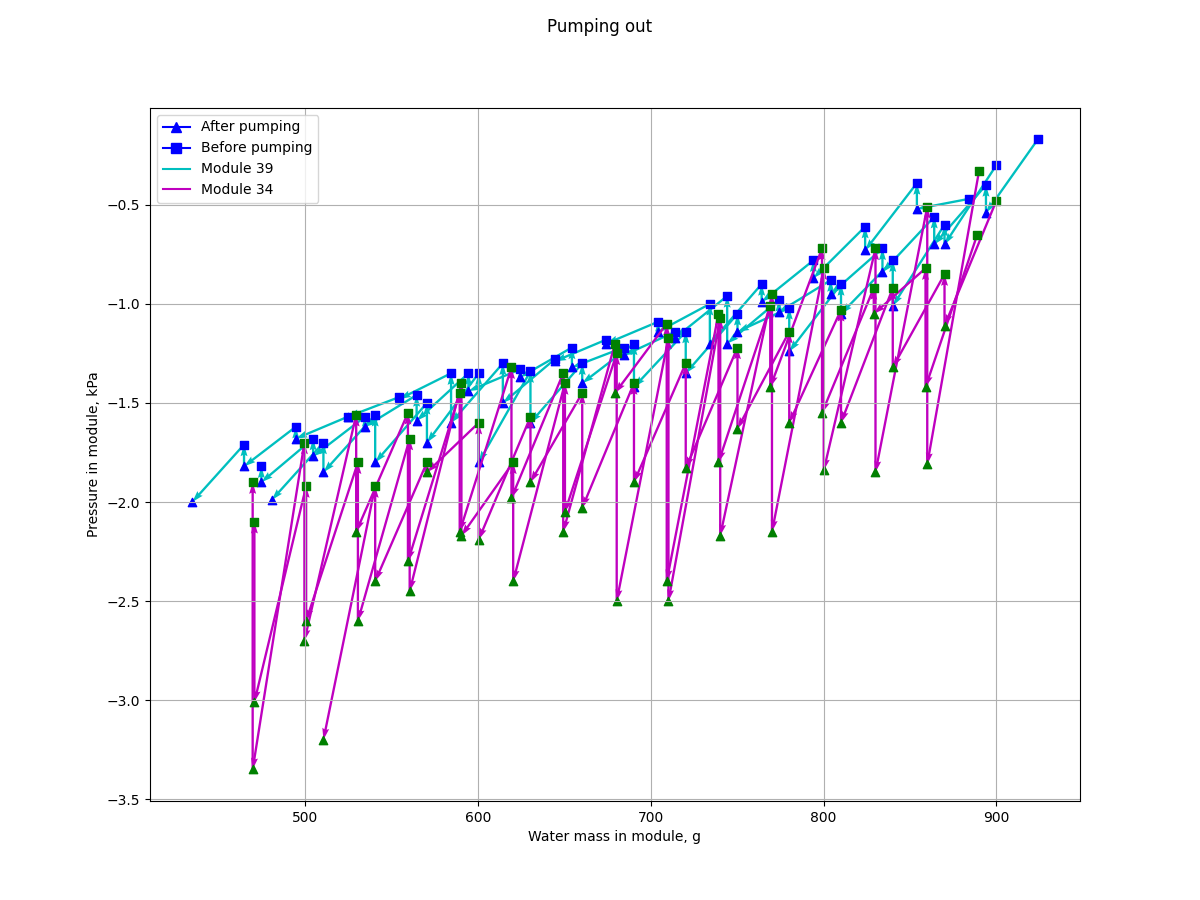 Pumping out
After pumping
Before pumping
Module 39
Module 34
−0.5
−1.0
−1.5
−2.0
−2.5
−3.0
−3.5
Pressure in module, kPa
500
600
700
800
900
Water mass in module, g